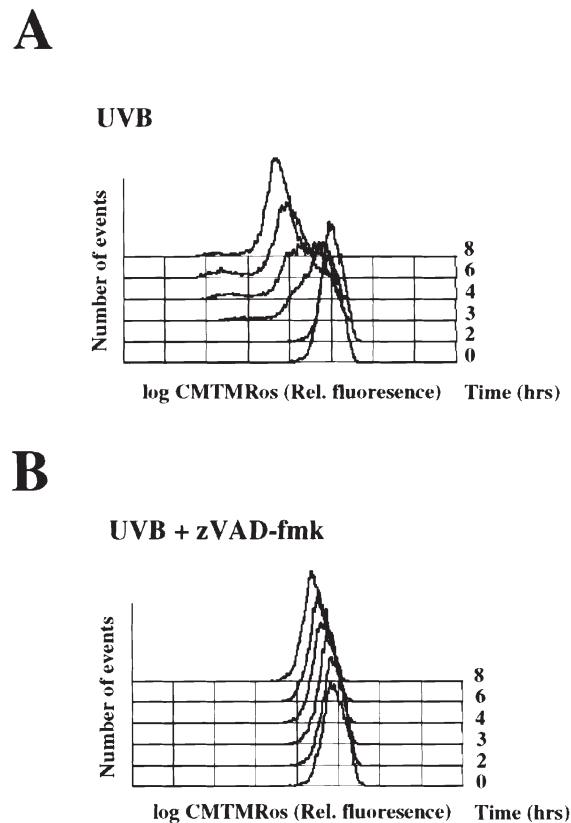 A
UVB
Number of events
8
6
4
3
2
0
log CMTMRos (Rel. fluoresence) Time (hrs)
B
UVB + zVAD-fmk
Number of events
8
6
4
3
2
0
log CMTMRos (Rel. fluoresence) Time (hrs)